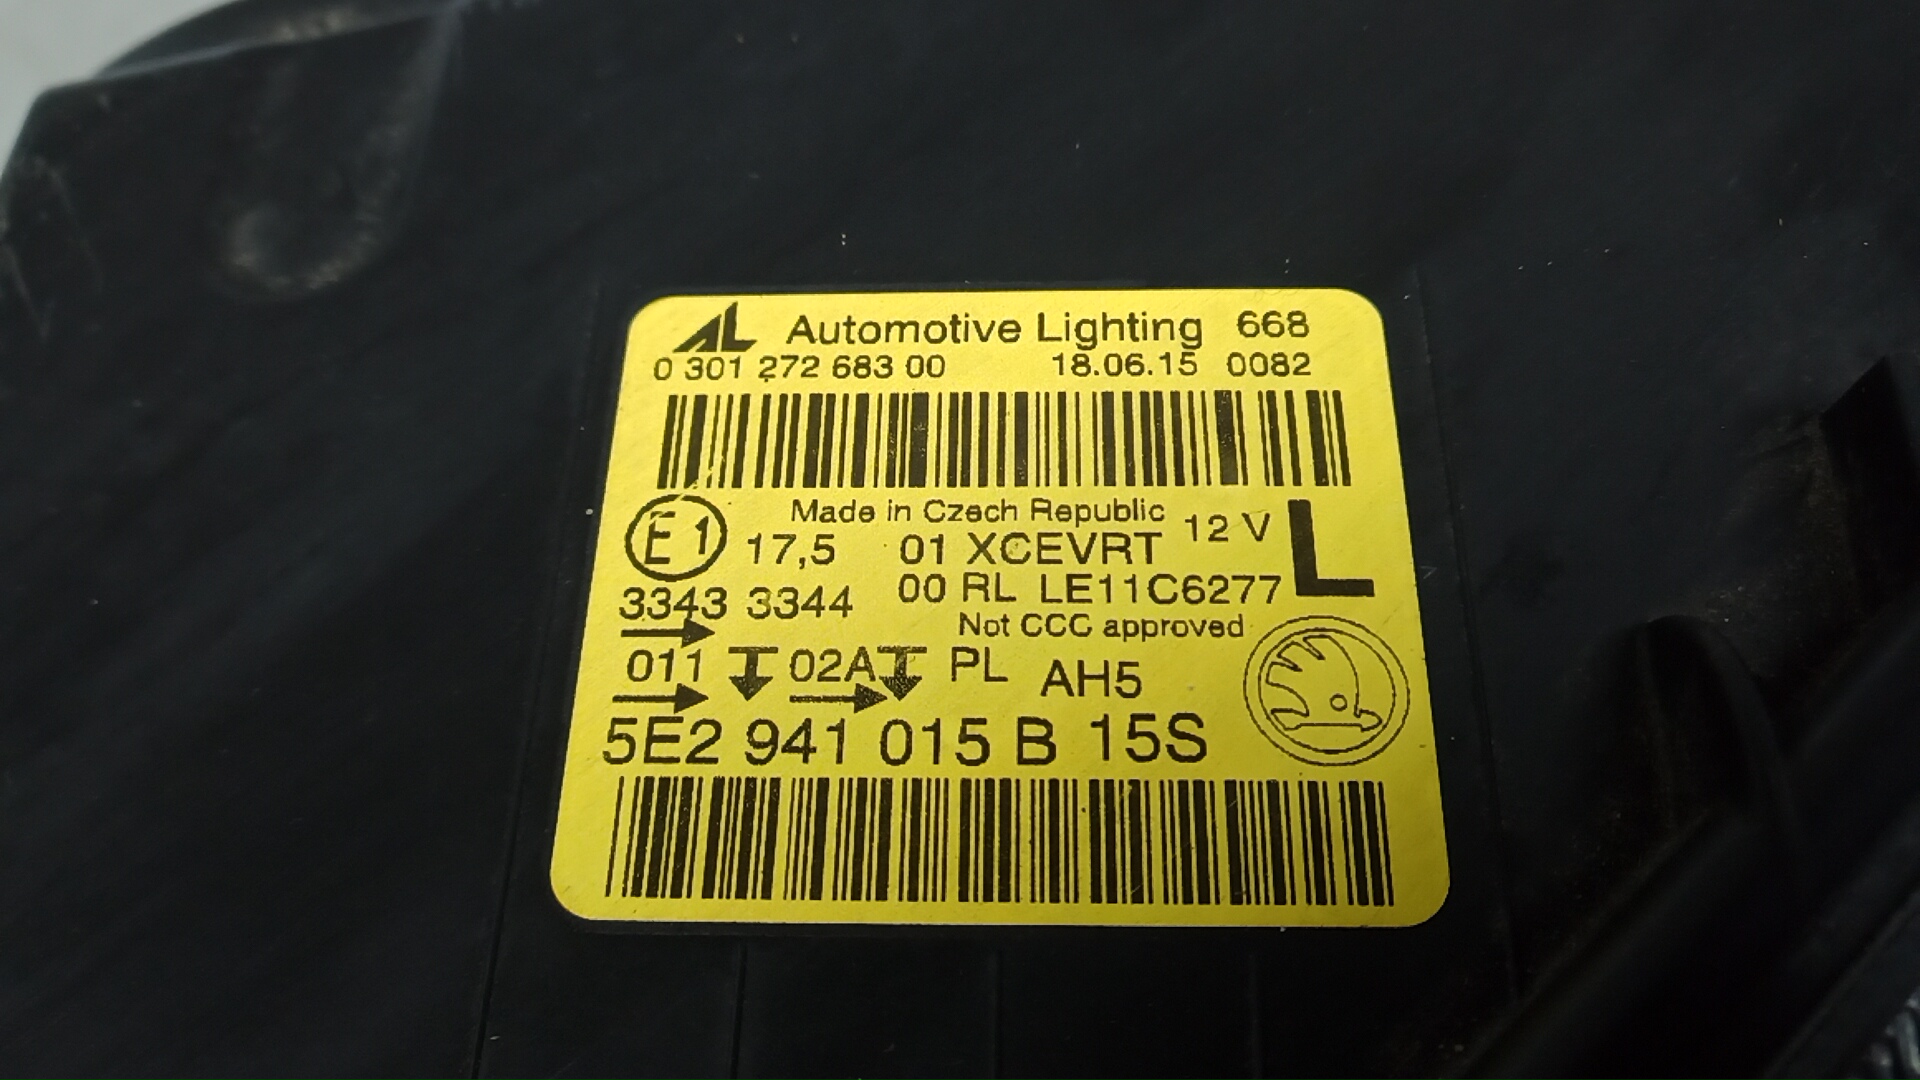 AL Automotive Lighting 668
0 301 272 683 00 18.06.15 0082
Made in Czech Republic
E1 17,5 01 XCEVRT 12 V L
3343 3344 00 RL LE11C6277
Not CCC approved
011 02A PL AH5
5E2 941 015 B 15S